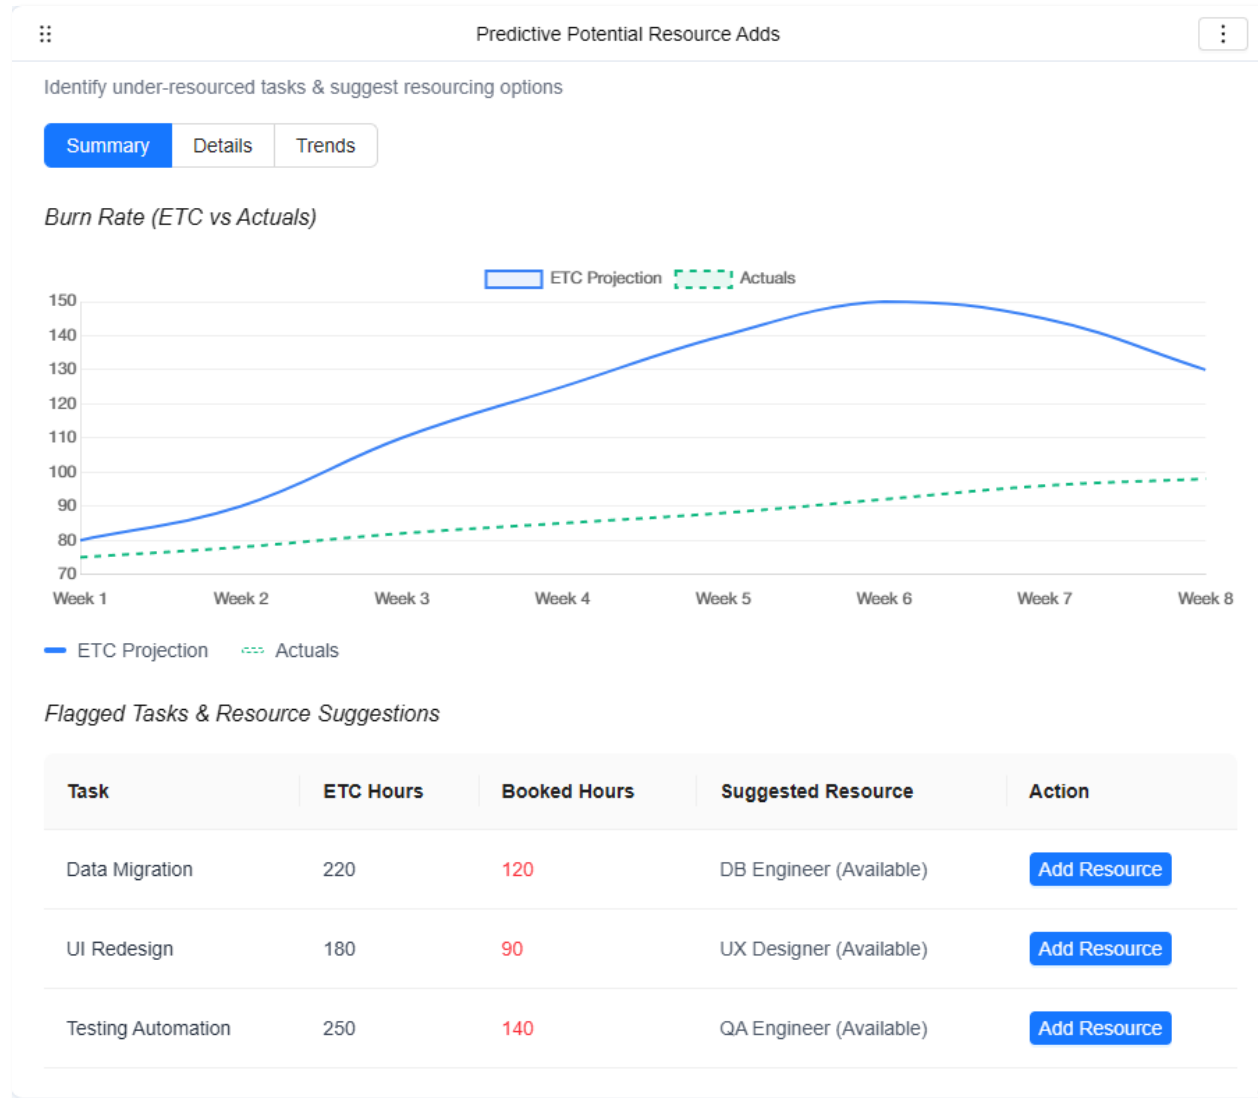 Predictive Potential Resource Adds
Identify under-resourced tasks & suggest resourcing options
Summary Details Trends
Burn Rate (ETC vs Actuals)
ETC Projection Actuals
150
140
130
120
110
100
90
80
70
Week 1 Week 2 Week 3 Week 4 Week 5 Week 6 Week 7 Week 8
ETC Projection Actuals
Flagged Tasks & Resource Suggestions
Task ETC Hours Booked Hours Suggested Resource Action
Data Migration 220 120 DB Engineer (Available) Add Resource
UI Redesign 180 90 UX Designer (Available) Add Resource
Testing Automation 250 140 QA Engineer (Available) Add Resource